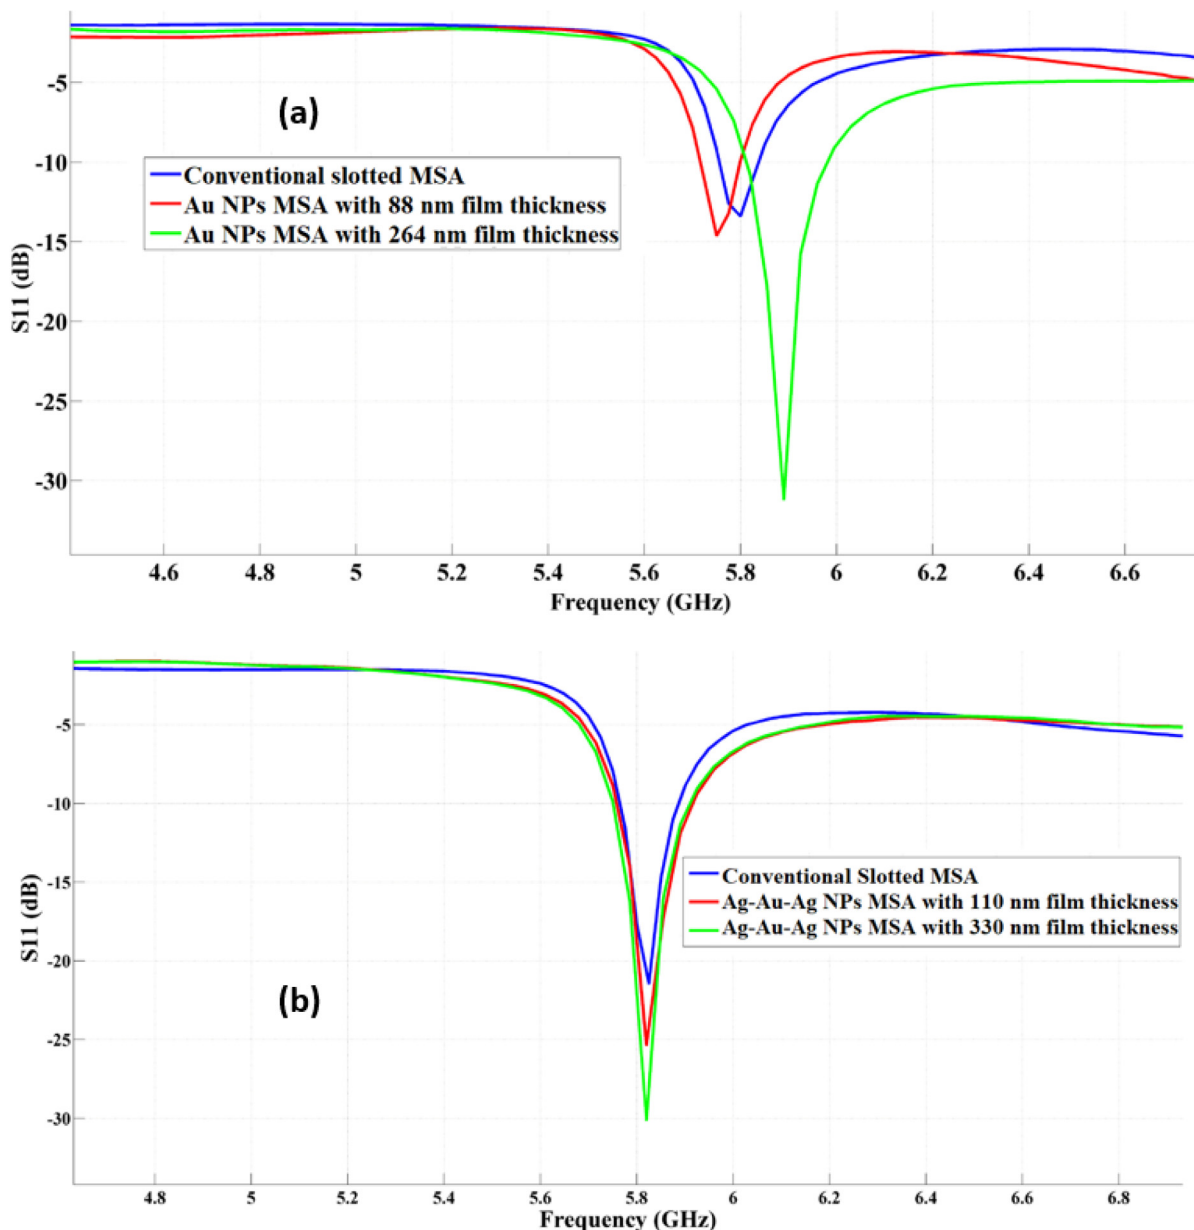 (a)
Conventional slotted MSA
Au NPs MSA with 88 nm film thickness
Au NPs MSA with 264 nm film thickness
S11 (dB)
-5
-10
-15
-20
-25
-30
4.6 4.8 5 5.2 5.4 5.6 5.8 6 6.2 6.4 6.6
Frequency (GHz)
(b)
Conventional Slotted MSA
Ag-Au-Ag NPs MSA with 110 nm film thickness
Ag-Au-Ag NPs MSA with 330 nm film thickness
S11 (dB)
-5
-10
-15
-20
-25
-30
4.8 5 5.2 5.4 5.6 5.8 6 6.2 6.4 6.6 6.8
Frequency (GHz)